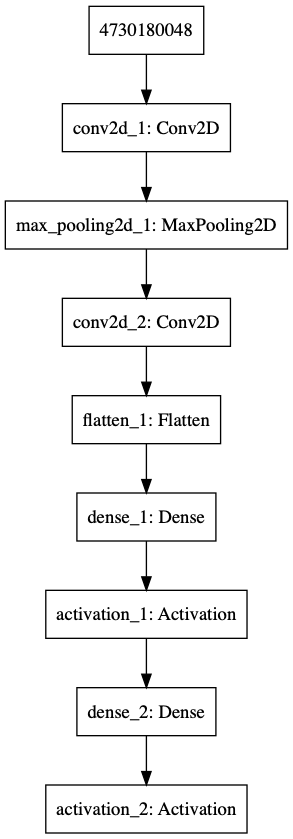 4730180048
conv2d_1: Conv2D
max_pooling2d_1: MaxPooling2D
conv2d_2: Conv2D
flatten_1: Flatten
dense_1: Dense
activation_1: Activation
dense_2: Dense
activation_2: Activation